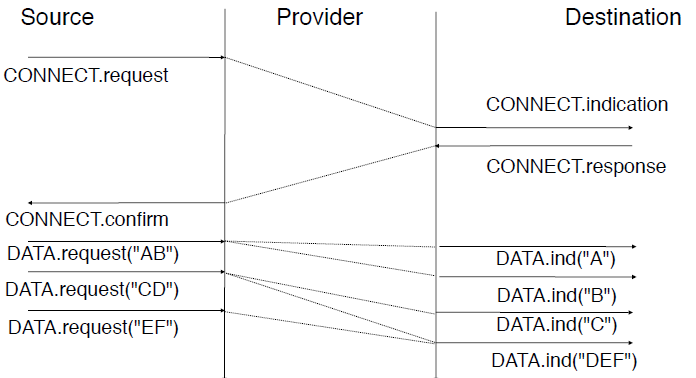 Source Provider Destination
CONNECT.request
CONNECT.indication
CONNECT.response
CONNECT.confirm
DATA.request("AB")
DATA.ind("A")
DATA.request("CD")
DATA.ind("B")
DATA.request("EF")
DATA.ind("C")
DATA.ind("DEF")